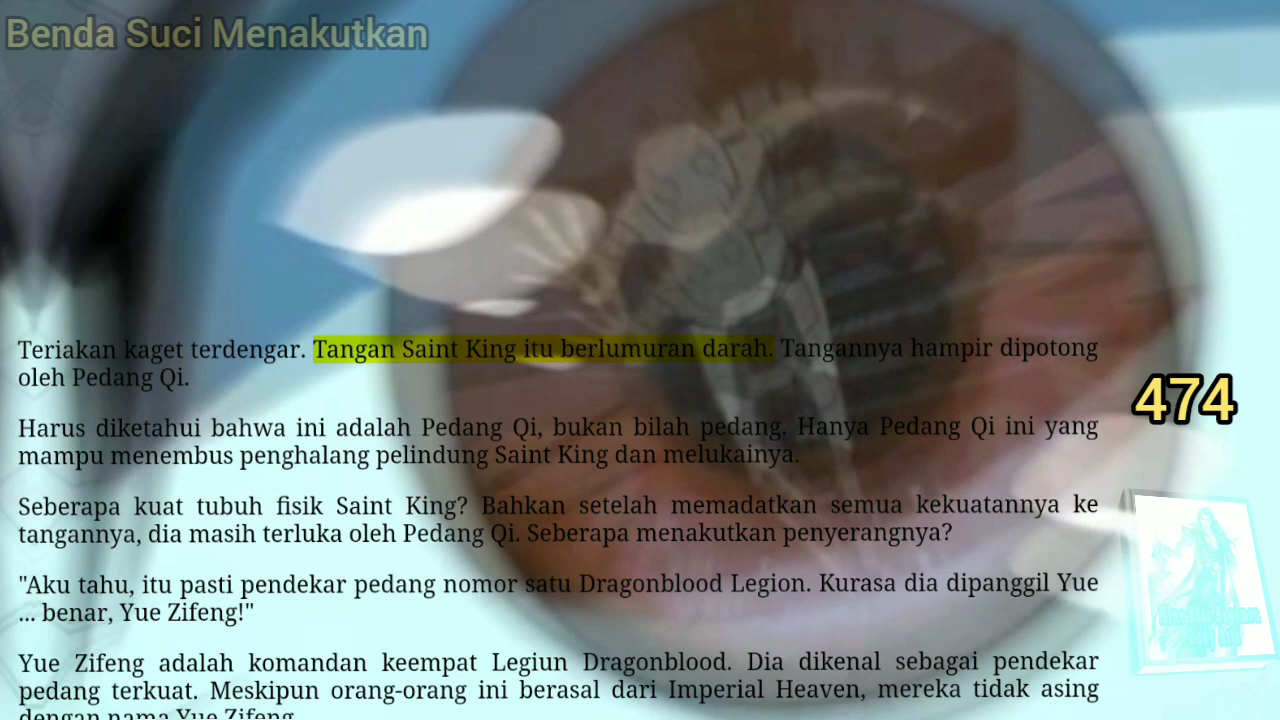 Benda Suci Menakutkan
Teriakan kaget terdengar. Tangan Saint King itu berlumuran darah. Tangannya hampir dipotong
oleh Pedang Qi.
Harus diketahui bahwa ini adalah Pedang Qi, bukan bilah pedang. Hanya Pedang Qi ini yang
mampu menembus penghalang pelindung Saint King dan melukainya.
474
Seberapa kuat tubuh fisik Saint King? Bahkan setelah memadatkan semua kekuatannya ke
tangannya, dia masih terluka oleh Pedang Qi. Seberapa menakutkan penyerangnya?
"Aku tahu, itu pasti pendekar pedang nomor satu Dragonblood Legion. Kurasa dia dipanggil Yue
... benar, Yue Zifeng!"
Yue Zifeng adalah komandan keempat Legiun Dragonblood. Dia dikenal sebagai pendekar
pedang terkuat. Meskipun orang-orang ini berasal dari Imperial Heaven, mereka tidak asing
dengan nama Yue Zifeng.